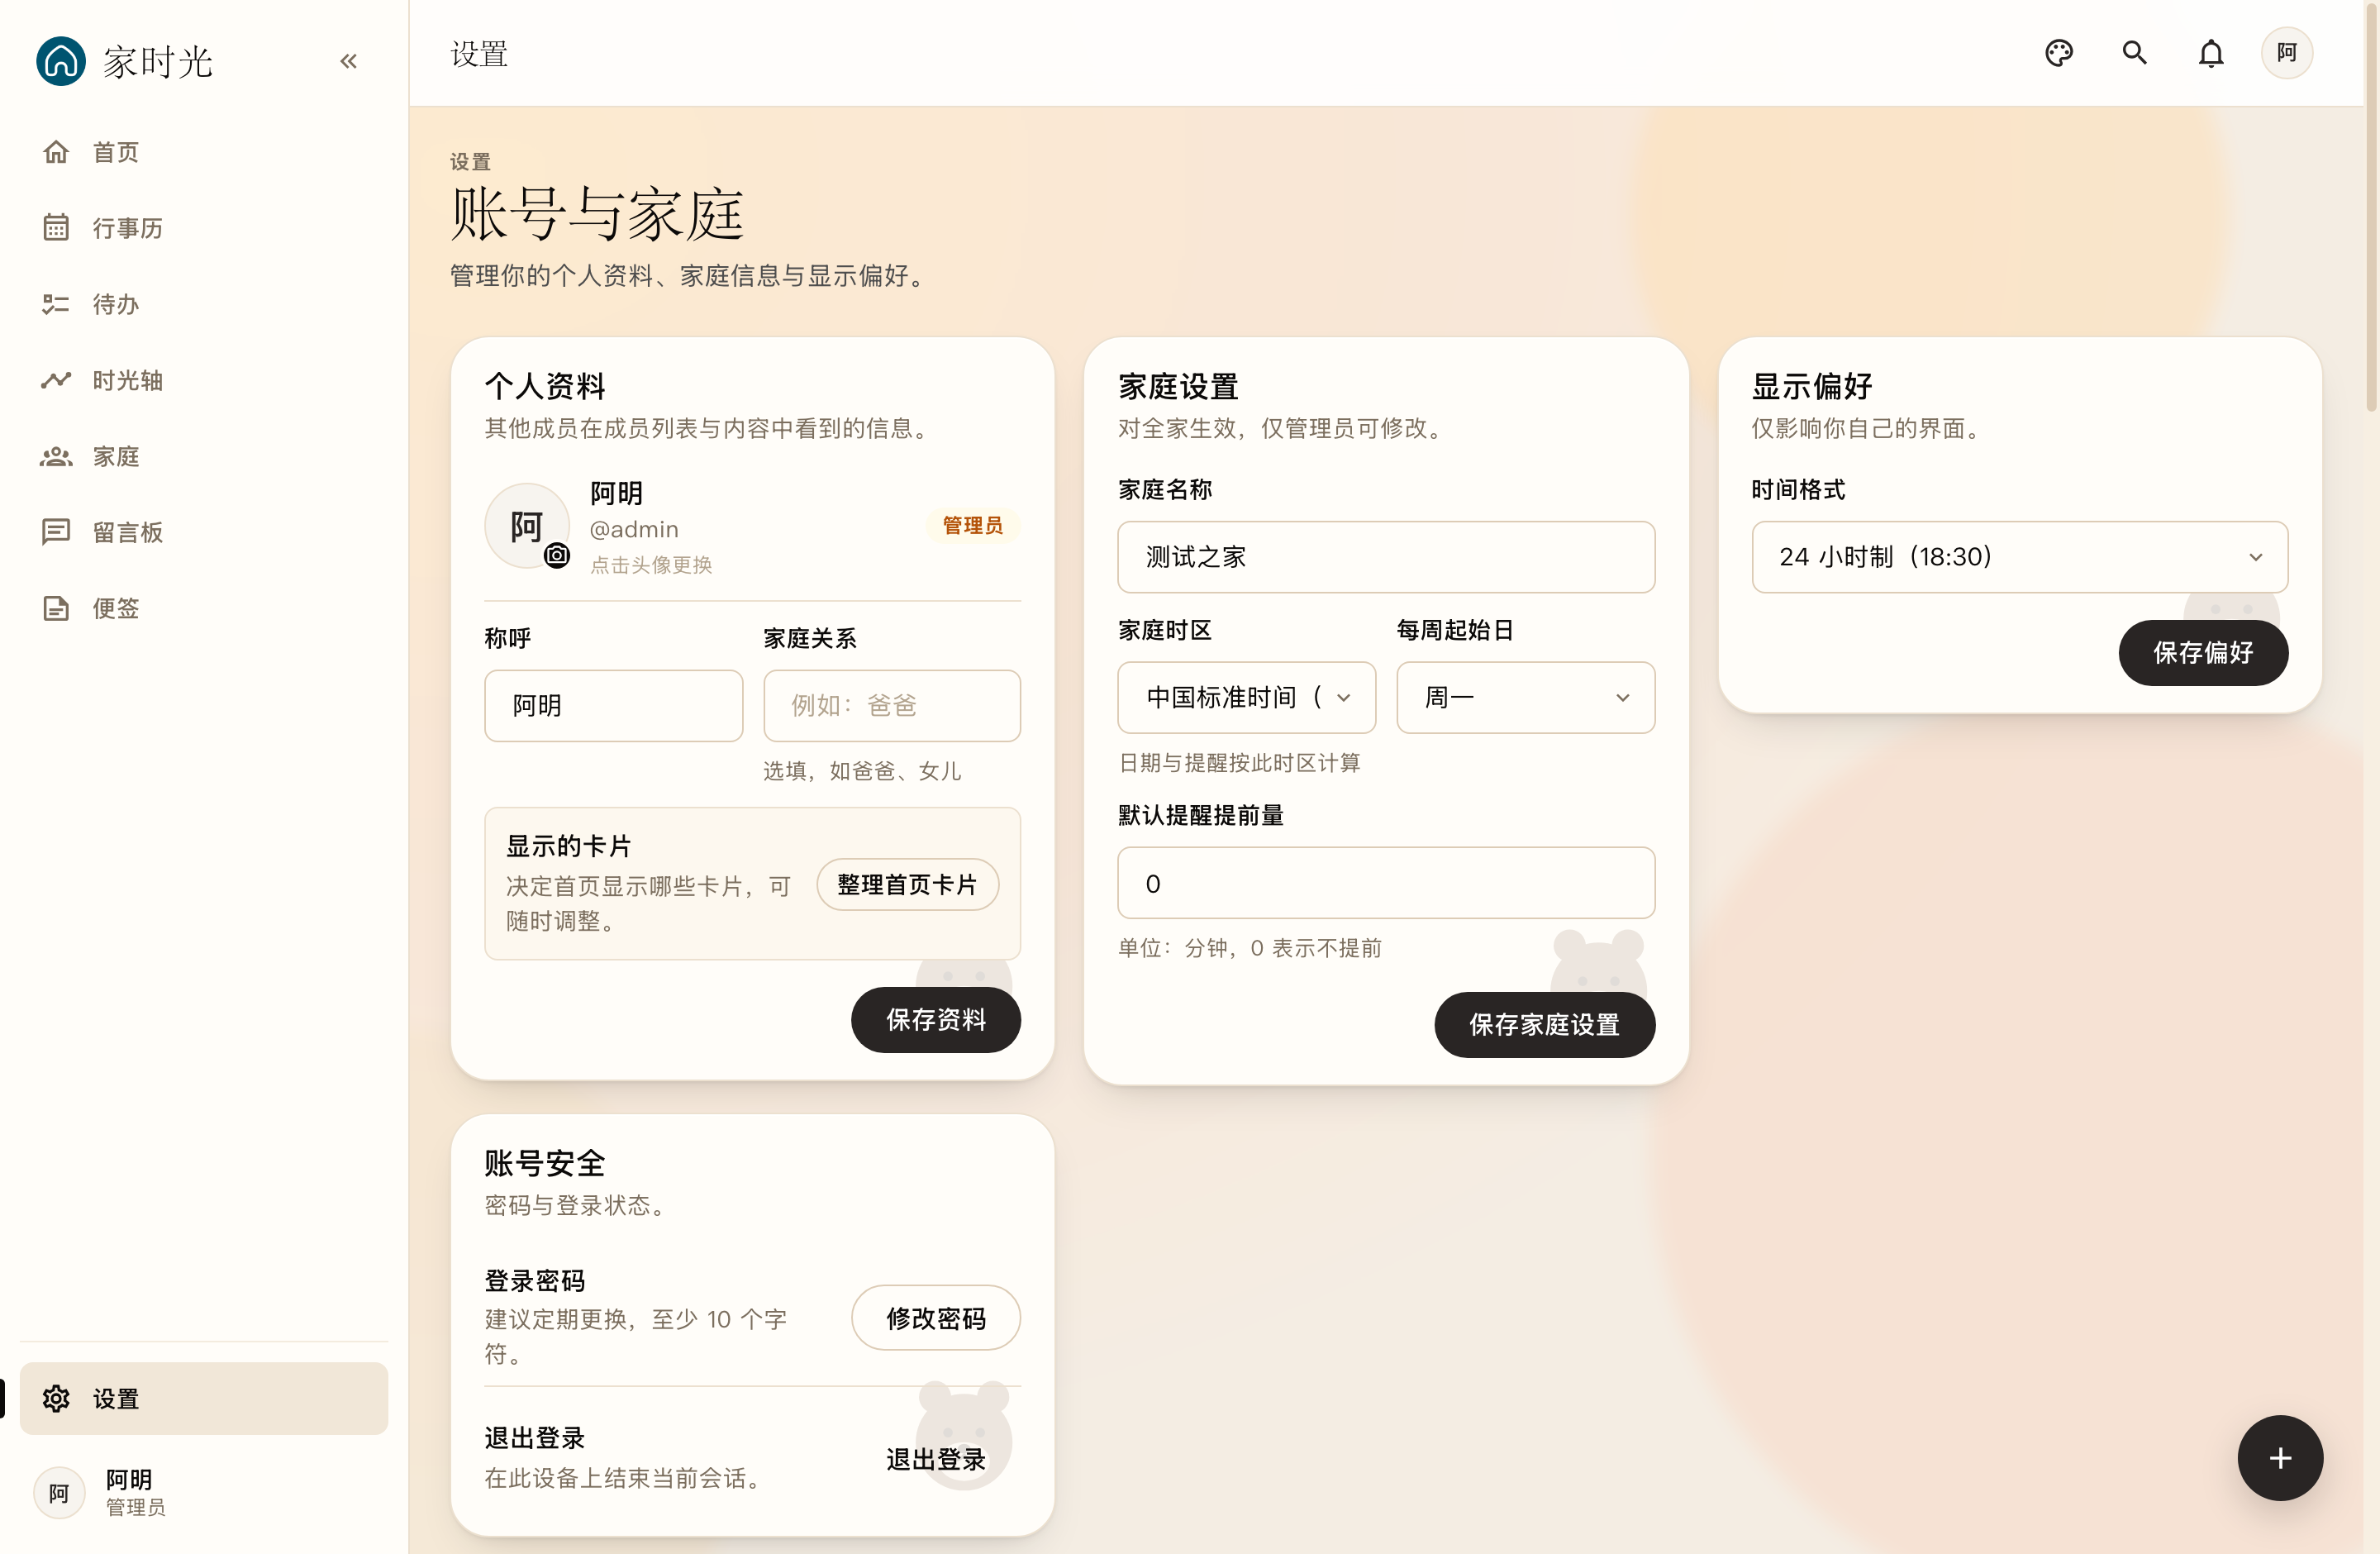 家时光
首页
行事历
待办
时光轴
家庭
留言板
便签
设置
阿
阿明
管理员
设置
阿
设置
账号与家庭
管理你的个人资料、家庭信息与显示偏好。
个人资料
其他成员在成员列表与内容中看到的信息。
阿
阿明
@admin
点击头像更换
管理员
称呼
家庭关系
阿明
例如：爸爸
选填，如爸爸、女儿
显示的卡片
决定首页显示哪些卡片，可
随时调整。
整理首页卡片
保存资料
家庭设置
对全家生效，仅管理员可修改。
家庭名称
测试之家
家庭时区
每周起始日
中国标准时间（
周一
日期与提醒按此时区计算
默认提醒提前量
0
单位：分钟，0 表示不提前
保存家庭设置
显示偏好
仅影响你自己的界面。
时间格式
24 小时制（18:30）
保存偏好
账号安全
密码与登录状态。
登录密码
建议定期更换，至少 10 个字
符。
修改密码
退出登录
在此设备上结束当前会话。
退出登录